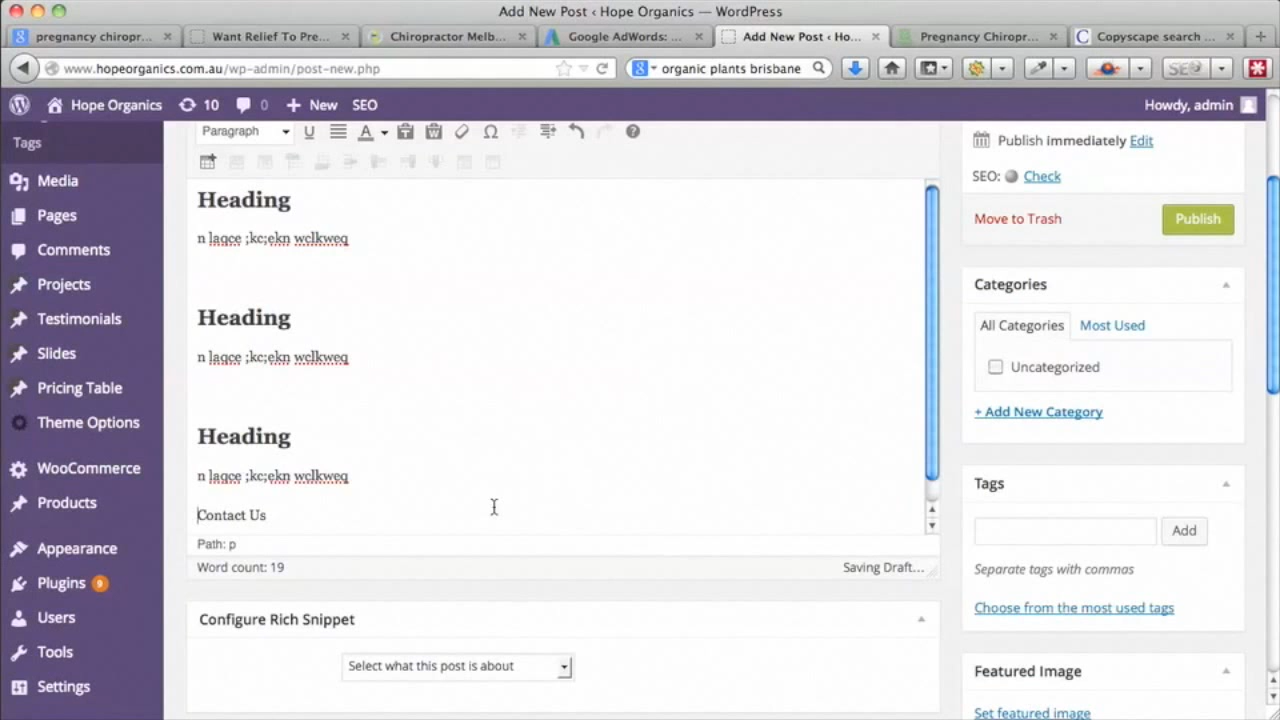 Add New Post ‹ Hope Organics — WordPress
pregnancy chiropr...
Want Relief To Pre...
Chiropractor Melb...
Google AdWords: ...
Add New Post ‹ Ho...
Pregnancy Chiropr...
Copyscape search ...
www.hopeorganics.com.au/wp-admin/post-new.php
organic plants brisbane
SEO
Hope Organics
10
0
New
SEO
Howdy, admin
Tags
Media
Pages
Comments
Projects
Testimonials
Slides
Pricing Table
Theme Options
WooCommerce
Products
Appearance
Plugins 9
Users
Tools
Settings
Paragraph
Heading
n laqce ;kc;ekn wclkweq
Heading
n laqce ;kc;ekn wclkweq
Heading
n laqce ;kc;ekn wclkweq
Contact Us
Path: p
Word count: 19
Saving Draft...
Configure Rich Snippet
Select what this post is about
Publish immediately Edit
SEO: Check
Move to Trash
Publish
Categories
All Categories
Most Used
Uncategorized
+ Add New Category
Tags
Add
Separate tags with commas
Choose from the most used tags
Featured Image
Set featured image